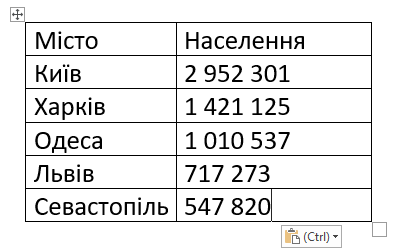 Місто Населення
Київ 2 952 301
Харків 1 421 125
Одеса 1 010 537
Львів 717 273
Севастопіль 547 820
(Ctrl)